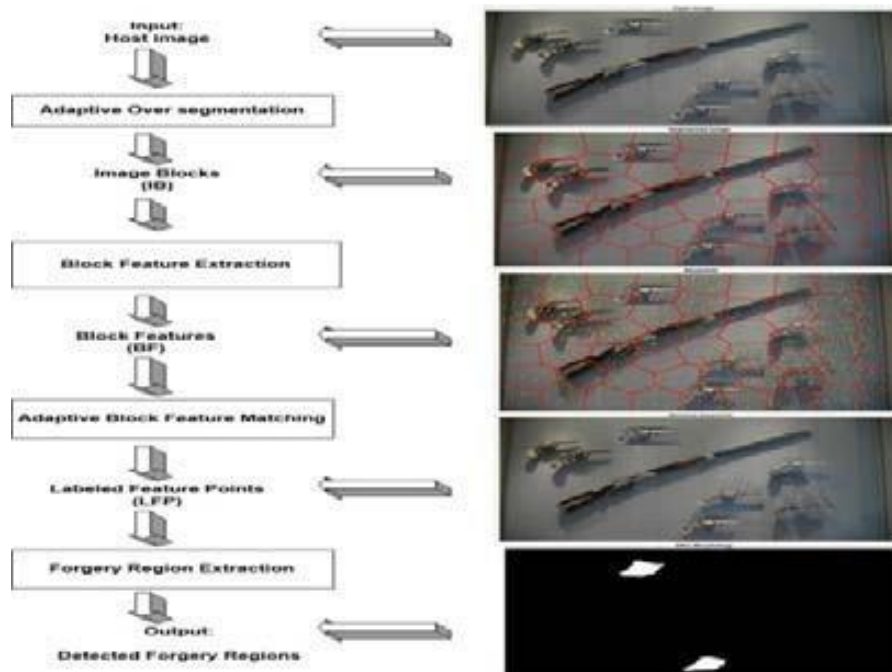 Input:
Host image
Adaptive Over segmentation
Image Blocks
(IB)
Block Feature Extraction
Block Features
(BF)
Adaptive Block Feature Matching
Labeled Feature Points
(LFP)
Forgery Region Extraction
Output:
Detected Forgery Regions